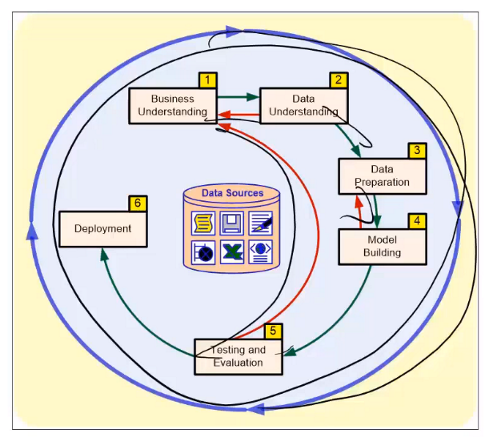 1
Business
Understanding
2
Data
Understanding
3
Data
Preparation
4
Model
Building
5
Testing and
Evaluation
6
Deployment
Data Sources